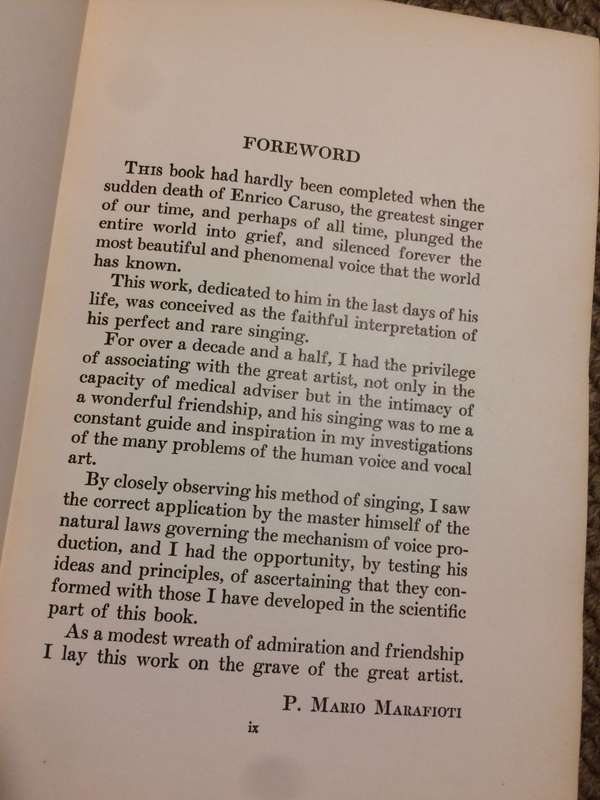 FOREWORD
THIS book had hardly been completed when the
sudden death of Enrico Caruso, the greatest singer
of our time, and perhaps of all time, plunged the
entire world into grief, and silenced forever the
most beautiful and phenomenal voice that the world
has known.
This work, dedicated to him in the last days of his
life, was conceived as the faithful interpretation of
his perfect and rare singing.
For over a decade and a half, I had the privilege
of associating with the great artist, not only in the
capacity of medical adviser but in the intimacy of
a wonderful friendship, and his singing was to me a
constant guide and inspiration in my investigations
of the many problems of the human voice and vocal
art.
By closely observing his method of singing, I saw
the correct application by the master himself of the
natural laws governing the mechanism of voice pro-
duction, and I had the opportunity, by testing his
ideas and principles, of ascertaining that they con-
formed with those I have developed in the scientific
part of this book.
As a modest wreath of admiration and friendship
I lay this work on the grave of the great artist.
P. MARIO MARAFIOTI
ix